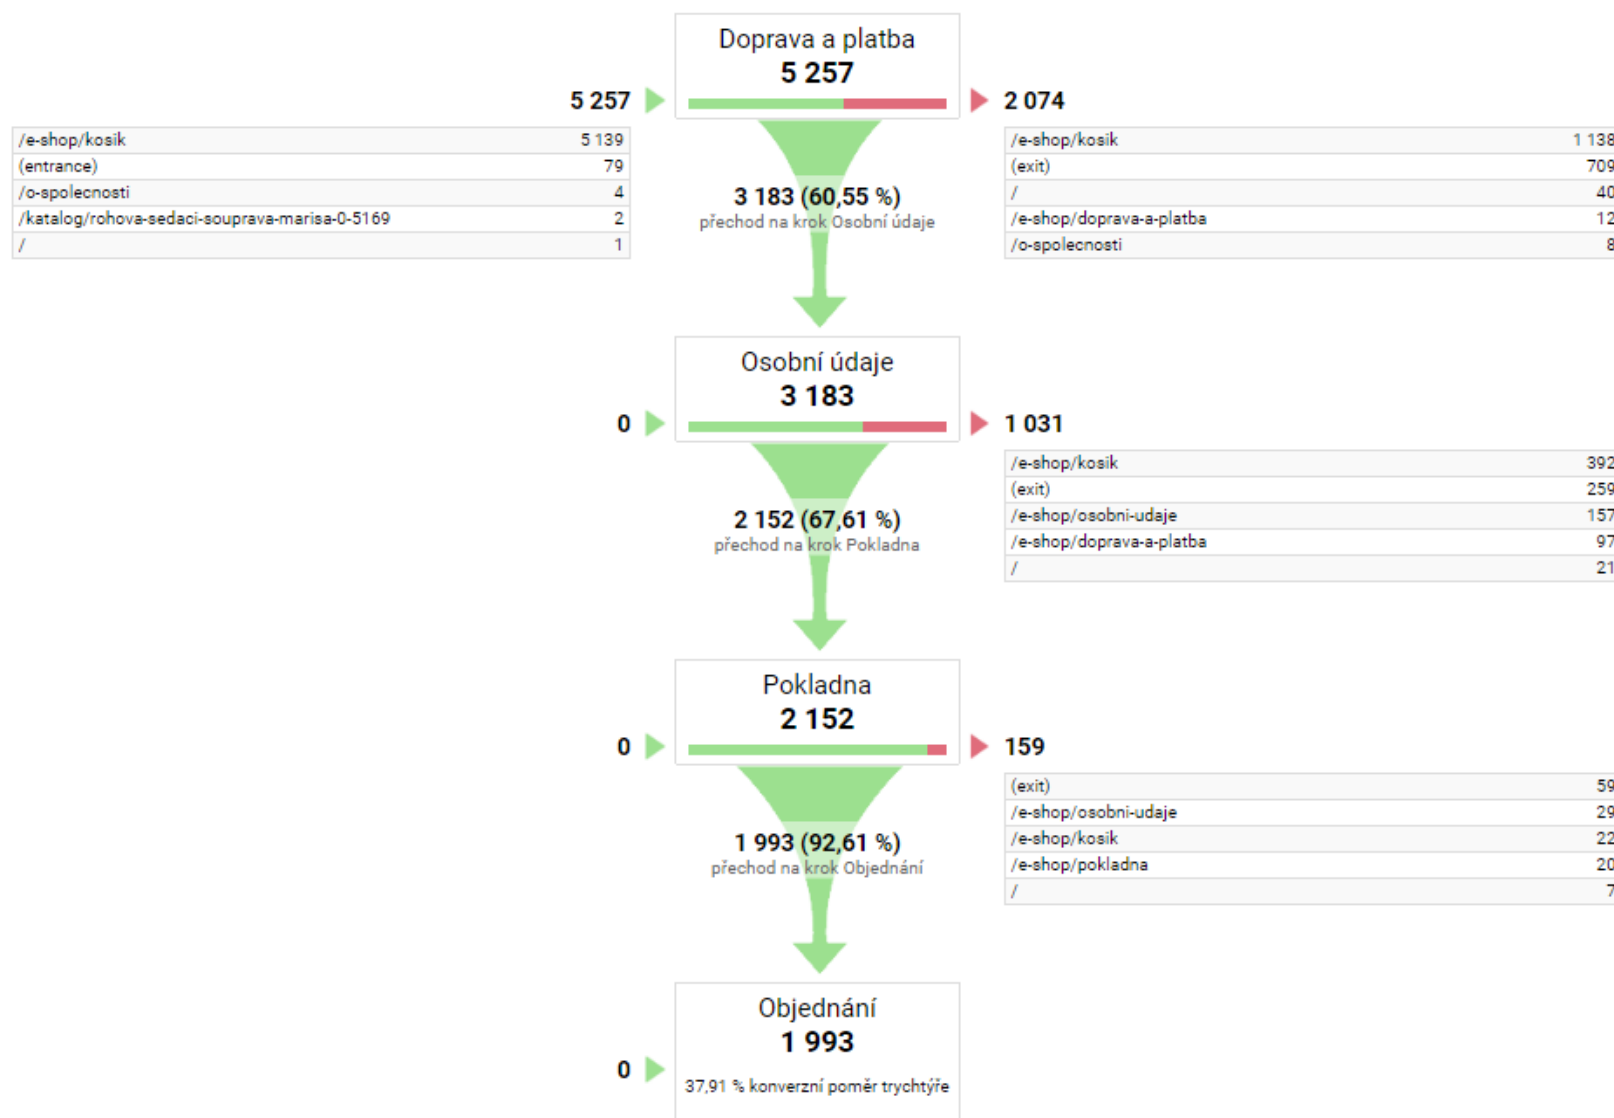 Doprava a platba
5 257
5 257
2 074
/e-shop/kosik 5 139
(entrance) 79
/o-spolecnosti 4
/katalog/rohova-sedaci-souprava-marisa-0-5169 2
/ 1
3 183 (60,55 %)
přechod na krok Osobní údaje
/e-shop/kosik 1 138
(exit) 709
/ 40
/e-shop/doprava-a-platba 12
/o-spolecnosti 8
Osobní údaje
3 183
0
1 031
2 152 (67,61 %)
přechod na krok Pokladna
/e-shop/kosik 392
(exit) 259
/e-shop/osobni-udaje 157
/e-shop/doprava-a-platba 97
/ 21
Pokladna
2 152
0
159
1 993 (92,61 %)
přechod na krok Objednání
(exit) 59
/e-shop/osobni-udaje 29
/e-shop/kosik 22
/e-shop/pokladna 20
/ 7
Objednání
1 993
0
37,91 % konverzní poměr trychtýře